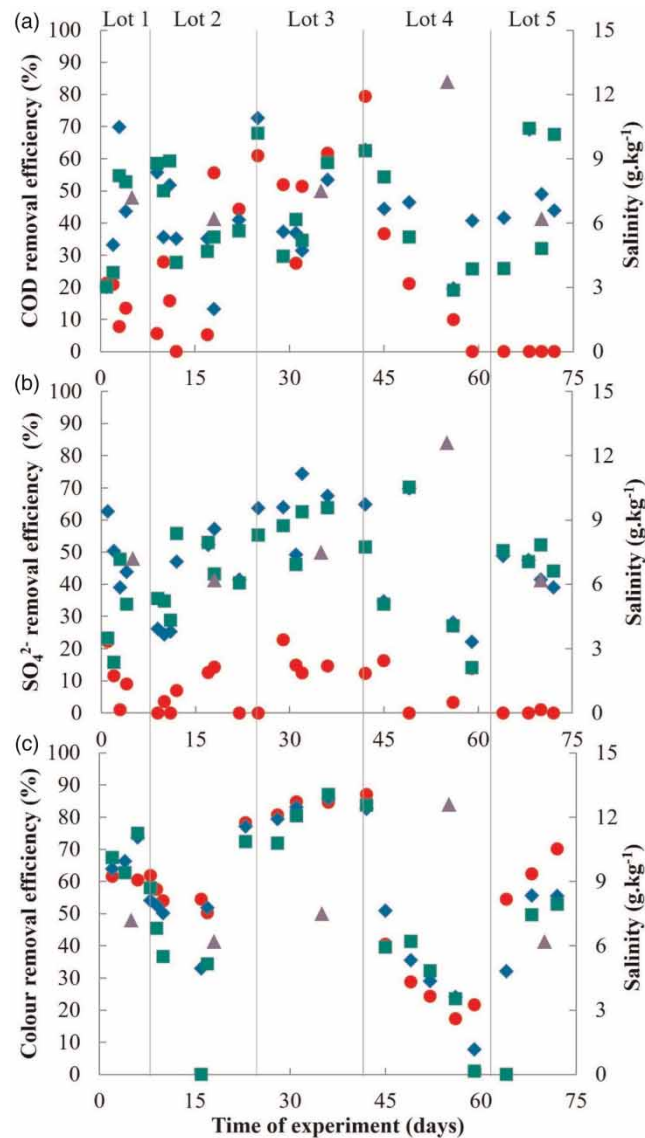 (a) Lot 1 Lot 2 Lot 3 Lot 4 Lot 5
COD removal efficiency (%)
100 90 80 70 60 50 40 30 20 10 0
15 12 9 6 3 0
Salinity (g.kg-1)
0 15 30 45 60 75
(b)
SO₄²⁻ removal efficiency (%)
100 90 80 70 60 50 40 30 20 10 0
15 12 9 6 3 0
Salinity (g.kg-1)
0 15 30 45 60 75
(c)
Colour removal efficiency (%)
100 90 80 70 60 50 40 30 20 10 0
15 12 9 6 3 0
Salinity (g.kg-1)
0 15 30 45 60 75
Time of experiment (days)